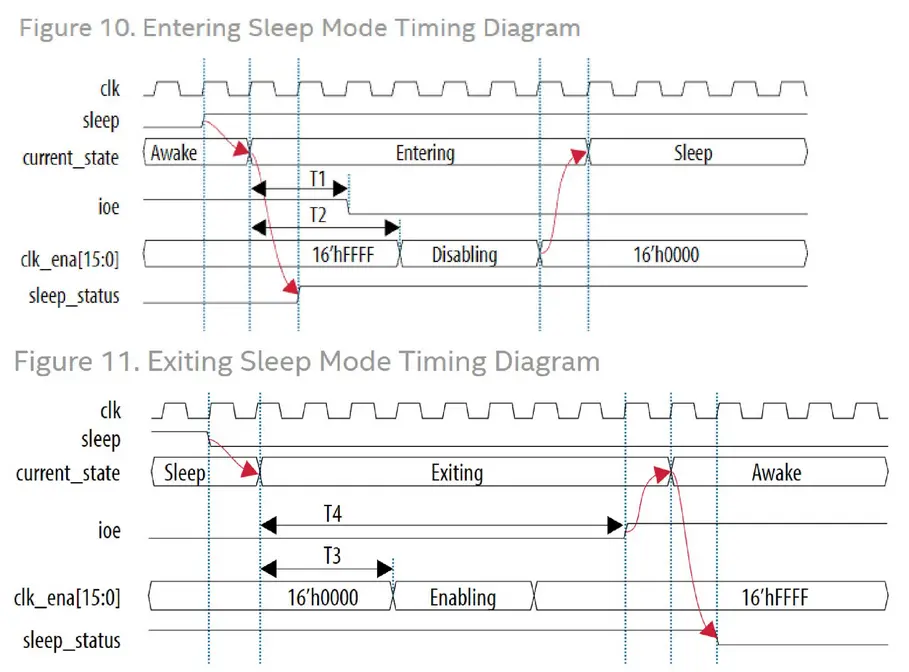 Figure 10. Entering Sleep Mode Timing Diagram
clk
sleep
current_state Awake Entering Sleep
T1
ioe
T2
clk_ena[15:0] 16'hFFFF Disabling 16'h0000
sleep_status
Figure 11. Exiting Sleep Mode Timing Diagram
clk
sleep
current_state Sleep Exiting Awake
T4
ioe
T3
clk_ena[15:0] 16'h0000 Enabling 16'hFFFF
sleep_status